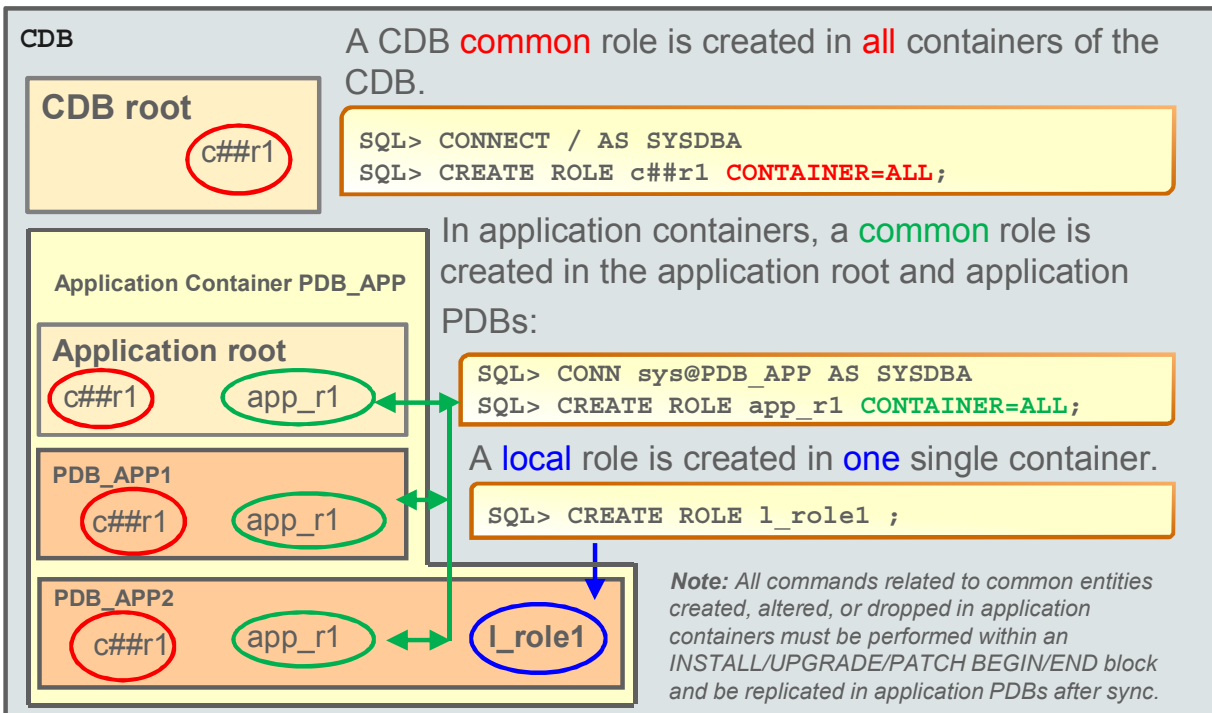 CDB
A CDB common role is created in all containers of the
CDB.
CDB root
c##r1
SQL> CONNECT / AS SYSDBA
SQL> CREATE ROLE c##r1 CONTAINER=ALL;
In application containers, a common role is
created in the application root and application
PDBs:
Application Container PDB_APP
Application root
c##r1
app_r1
SQL> CONN sys@PDB_APP AS SYSDBA
SQL> CREATE ROLE app_r1 CONTAINER=ALL;
A local role is created in one single container.
PDB_APP1
c##r1
app_r1
SQL> CREATE ROLE l_role1 ;
PDB_APP2
c##r1
app_r1
l_role1
Note: All commands related to common entities
created, altered, or dropped in application
containers must be performed within an
INSTALL/UPGRADE/PATCH BEGIN/END block
and be replicated in application PDBs after sync.